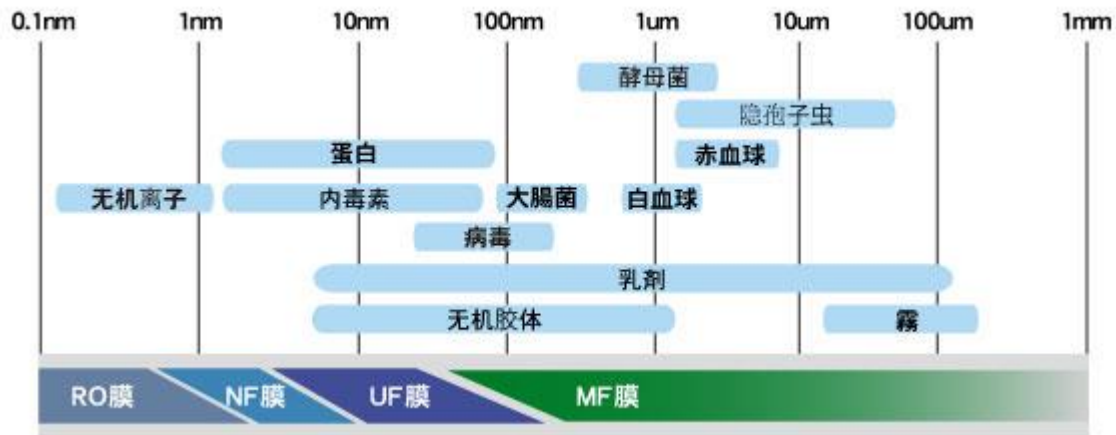 0.1nm 1nm 10nm 100nm 1um 10um 100um 1mm
酵母菌
隐孢子虫
蛋白 赤血球
无机离子 内毒素 大腸菌 白血球
病毒
乳剤
无机胶体 霧
RO膜 NF膜 UF膜 MF膜